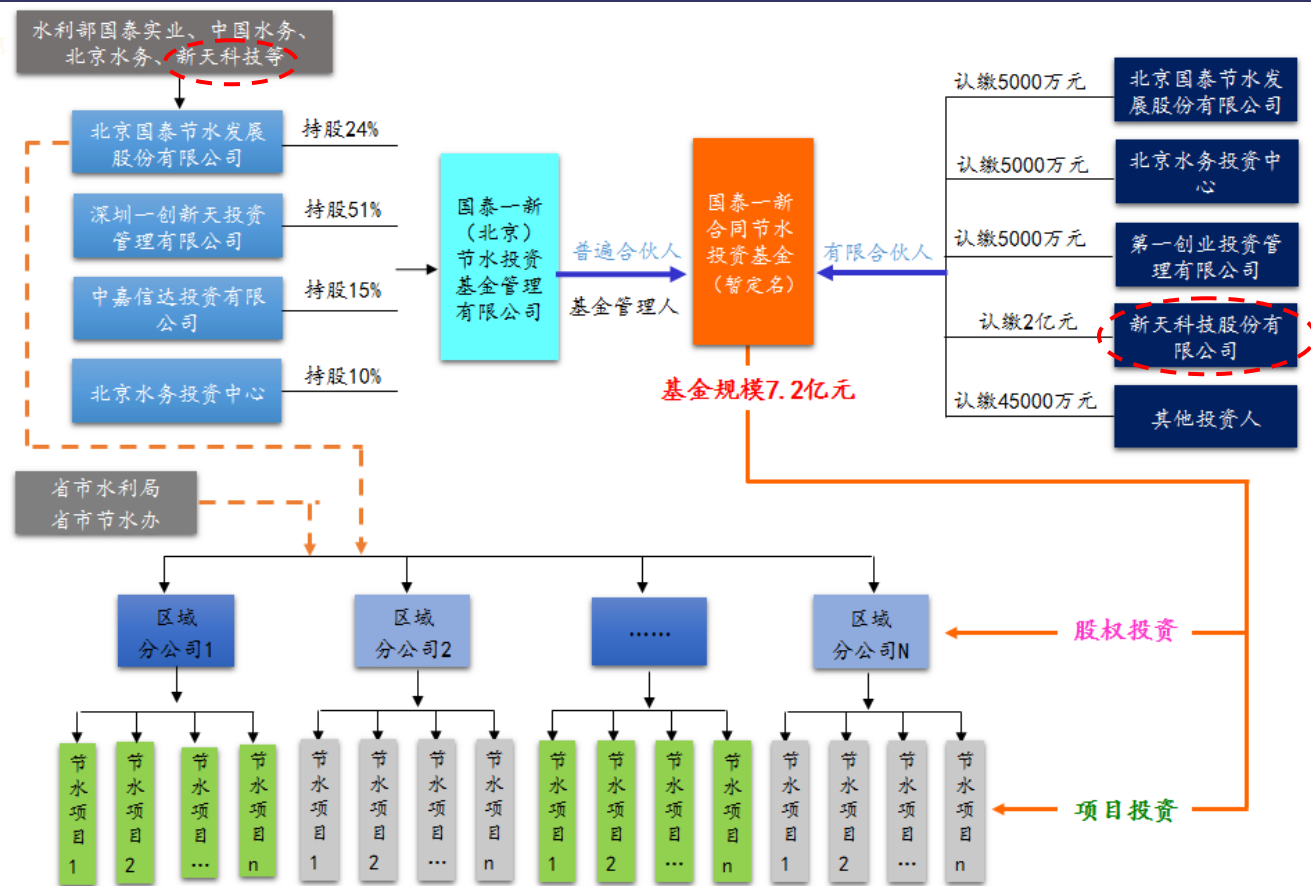 水利部国泰实业、中国水务、
北京水务、新天科技等
北京国泰节水发展
股份有限公司
持股24%
深圳一创新天投资
管理有限公司
持股51%
中嘉信达投资有限
公司
持股15%
北京水务投资中心
持股10%
国泰一新
（北京）
节水投资
基金管理
有限公司
普遍合伙人
基金管理人
国泰一新
合同节水
投资基金
（暂定名）
有限合伙人
基金规模7.2亿元
认缴5000万元
北京国泰节水发
展股份有限公司
认缴5000万元
北京水务投资中
心
认缴5000万元
第一创业投资管
理有限公司
认缴2亿元
新天科技股份有
限公司
认缴45000万元
其他投资人
省市水利局
省市节水办
区域
分公司1
区域
分公司2
……
区域
分公司N
股权投资
节水项目1
节水项目2
节水项目…
节水项目n
节水项目1
节水项目2
节水项目…
节水项目n
节水项目1
节水项目2
节水项目…
节水项目n
节水项目1
节水项目2
节水项目…
节水项目n
项目投资